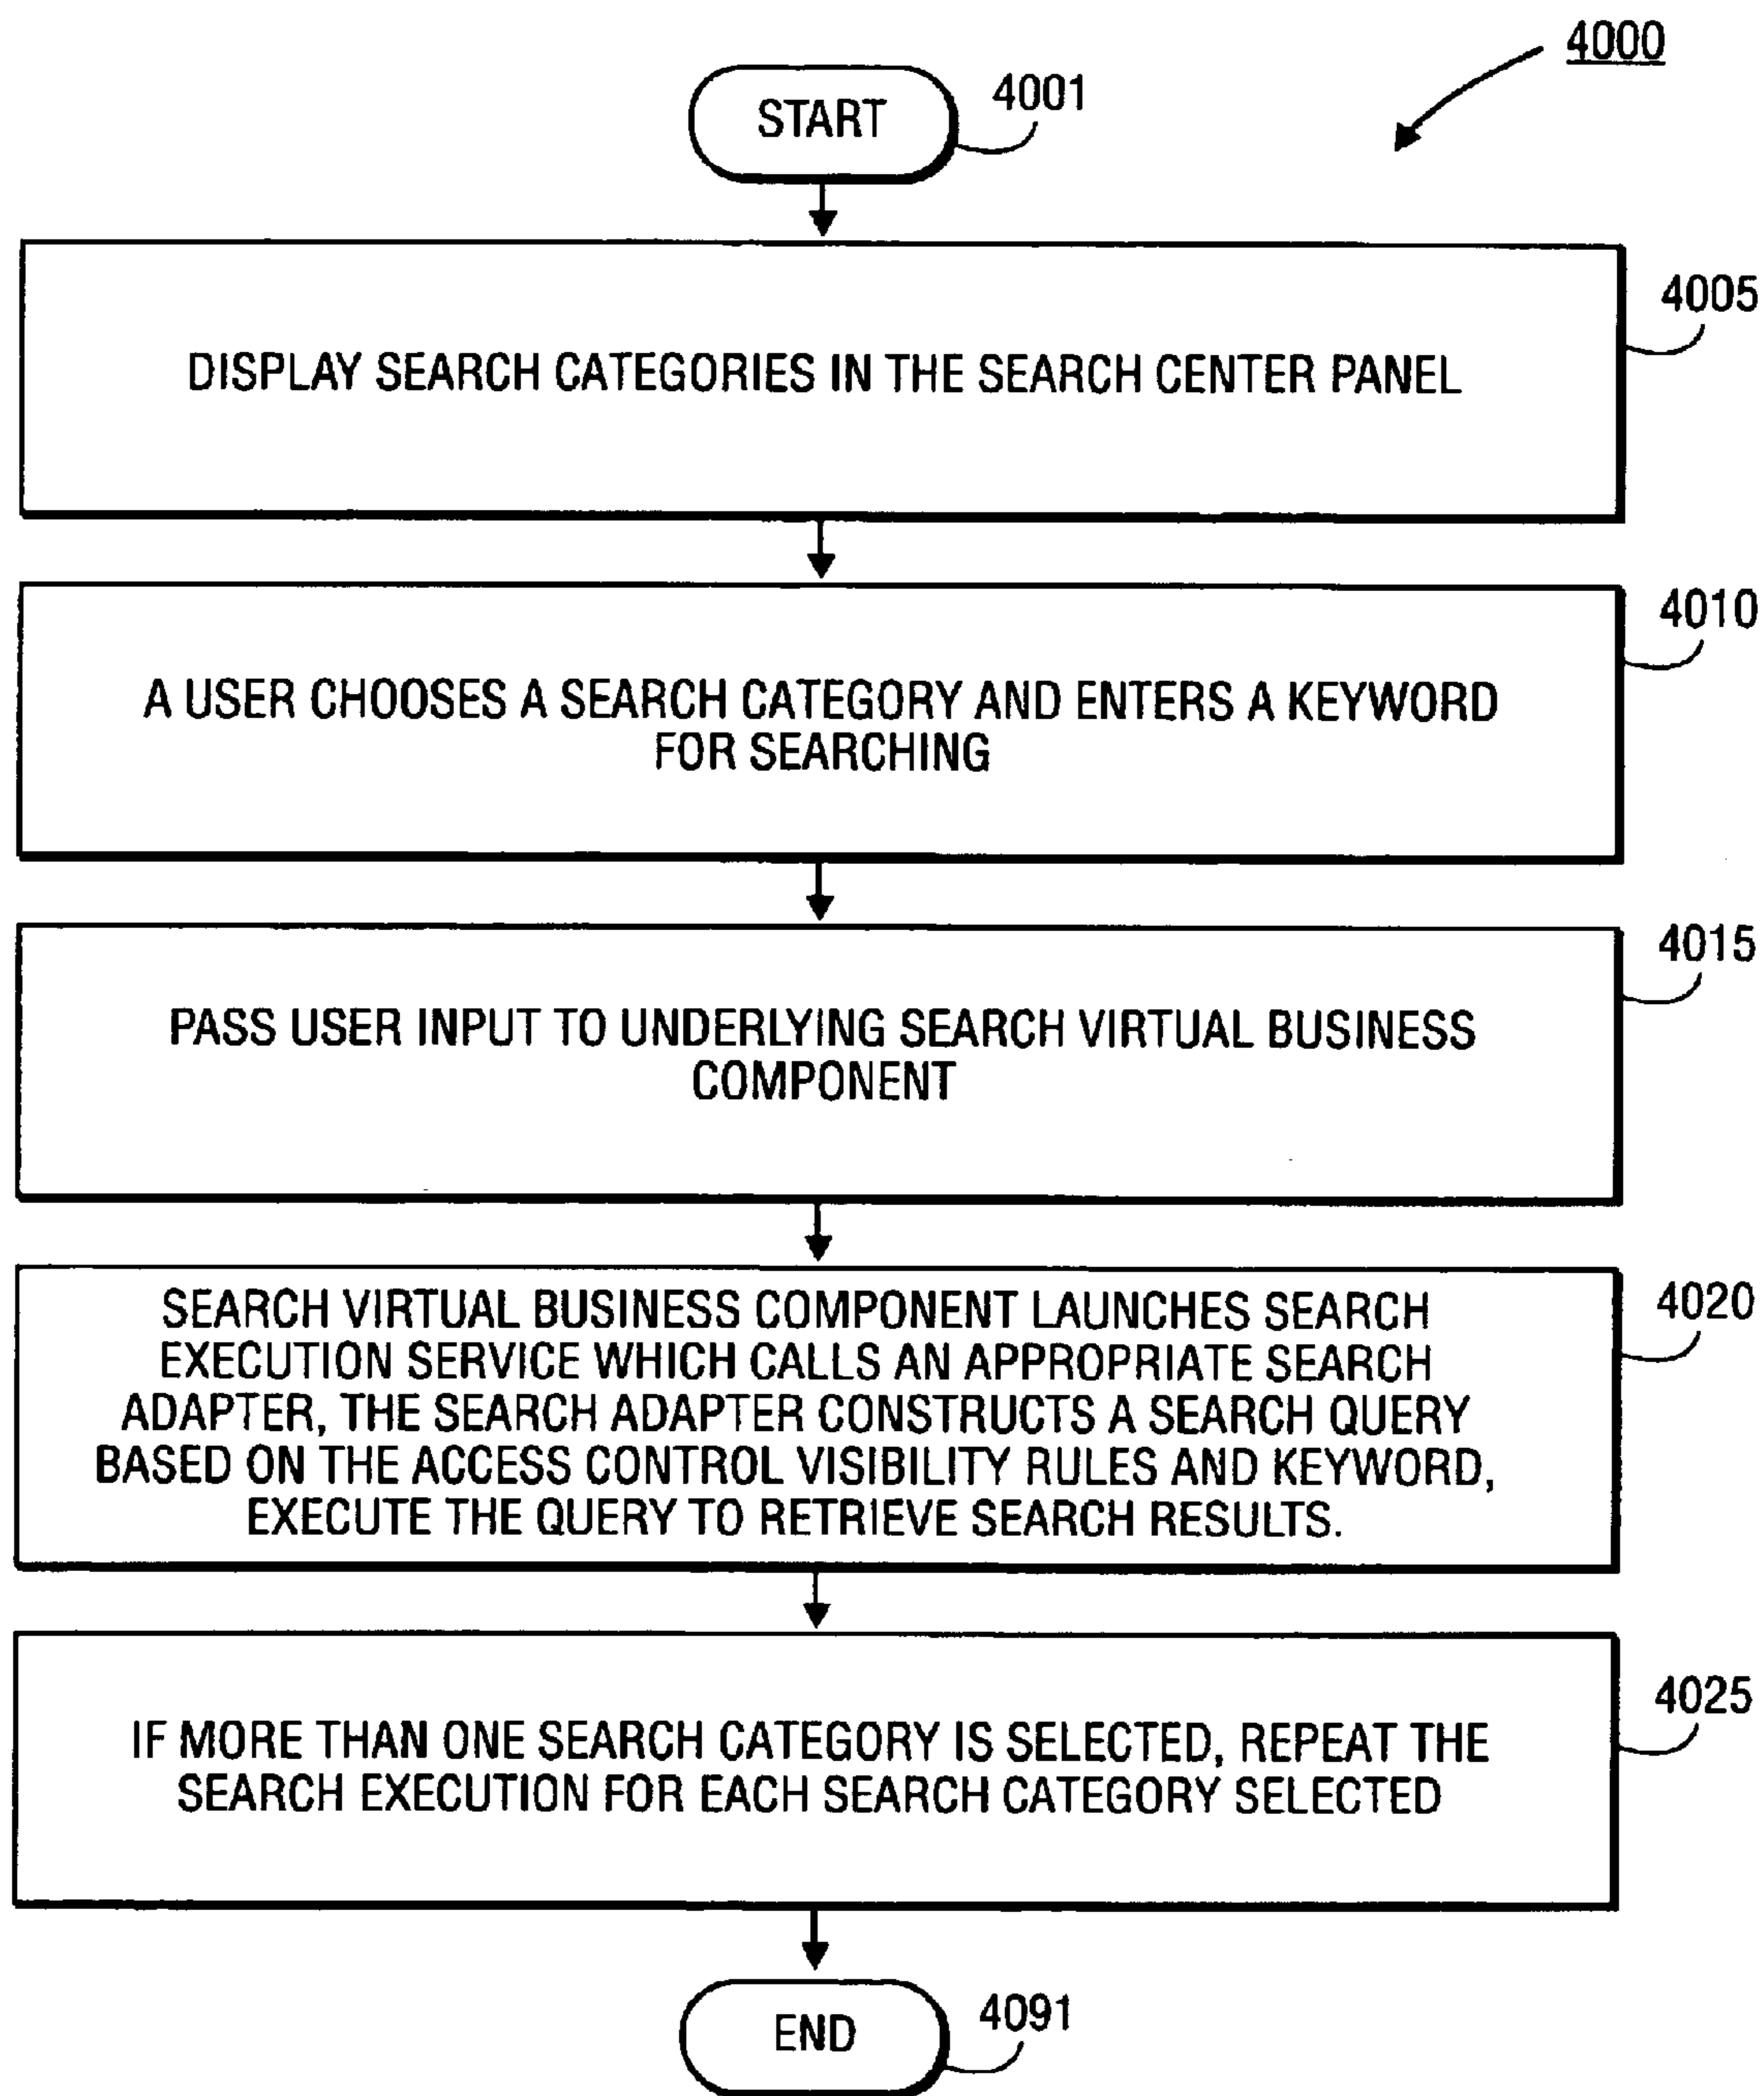 4000
START
4001
4005
DISPLAY SEARCH CATEGORIES IN THE SEARCH CENTER PANEL
4010
A USER CHOOSES A SEARCH CATEGORY AND ENTERS A KEYWORD
FOR SEARCHING
4015
PASS USER INPUT TO UNDERLYING SEARCH VIRTUAL BUSINESS
COMPONENT
4020
SEARCH VIRTUAL BUSINESS COMPONENT LAUNCHES SEARCH
EXECUTION SERVICE WHICH CALLS AN APPROPRIATE SEARCH
ADAPTER, THE SEARCH ADAPTER CONSTRUCTS A SEARCH QUERY
BASED ON THE ACCESS CONTROL VISIBILITY RULES AND KEYWORD,
EXECUTE THE QUERY TO RETRIEVE SEARCH RESULTS.
4025
IF MORE THAN ONE SEARCH CATEGORY IS SELECTED, REPEAT THE
SEARCH EXECUTION FOR EACH SEARCH CATEGORY SELECTED
END
4091